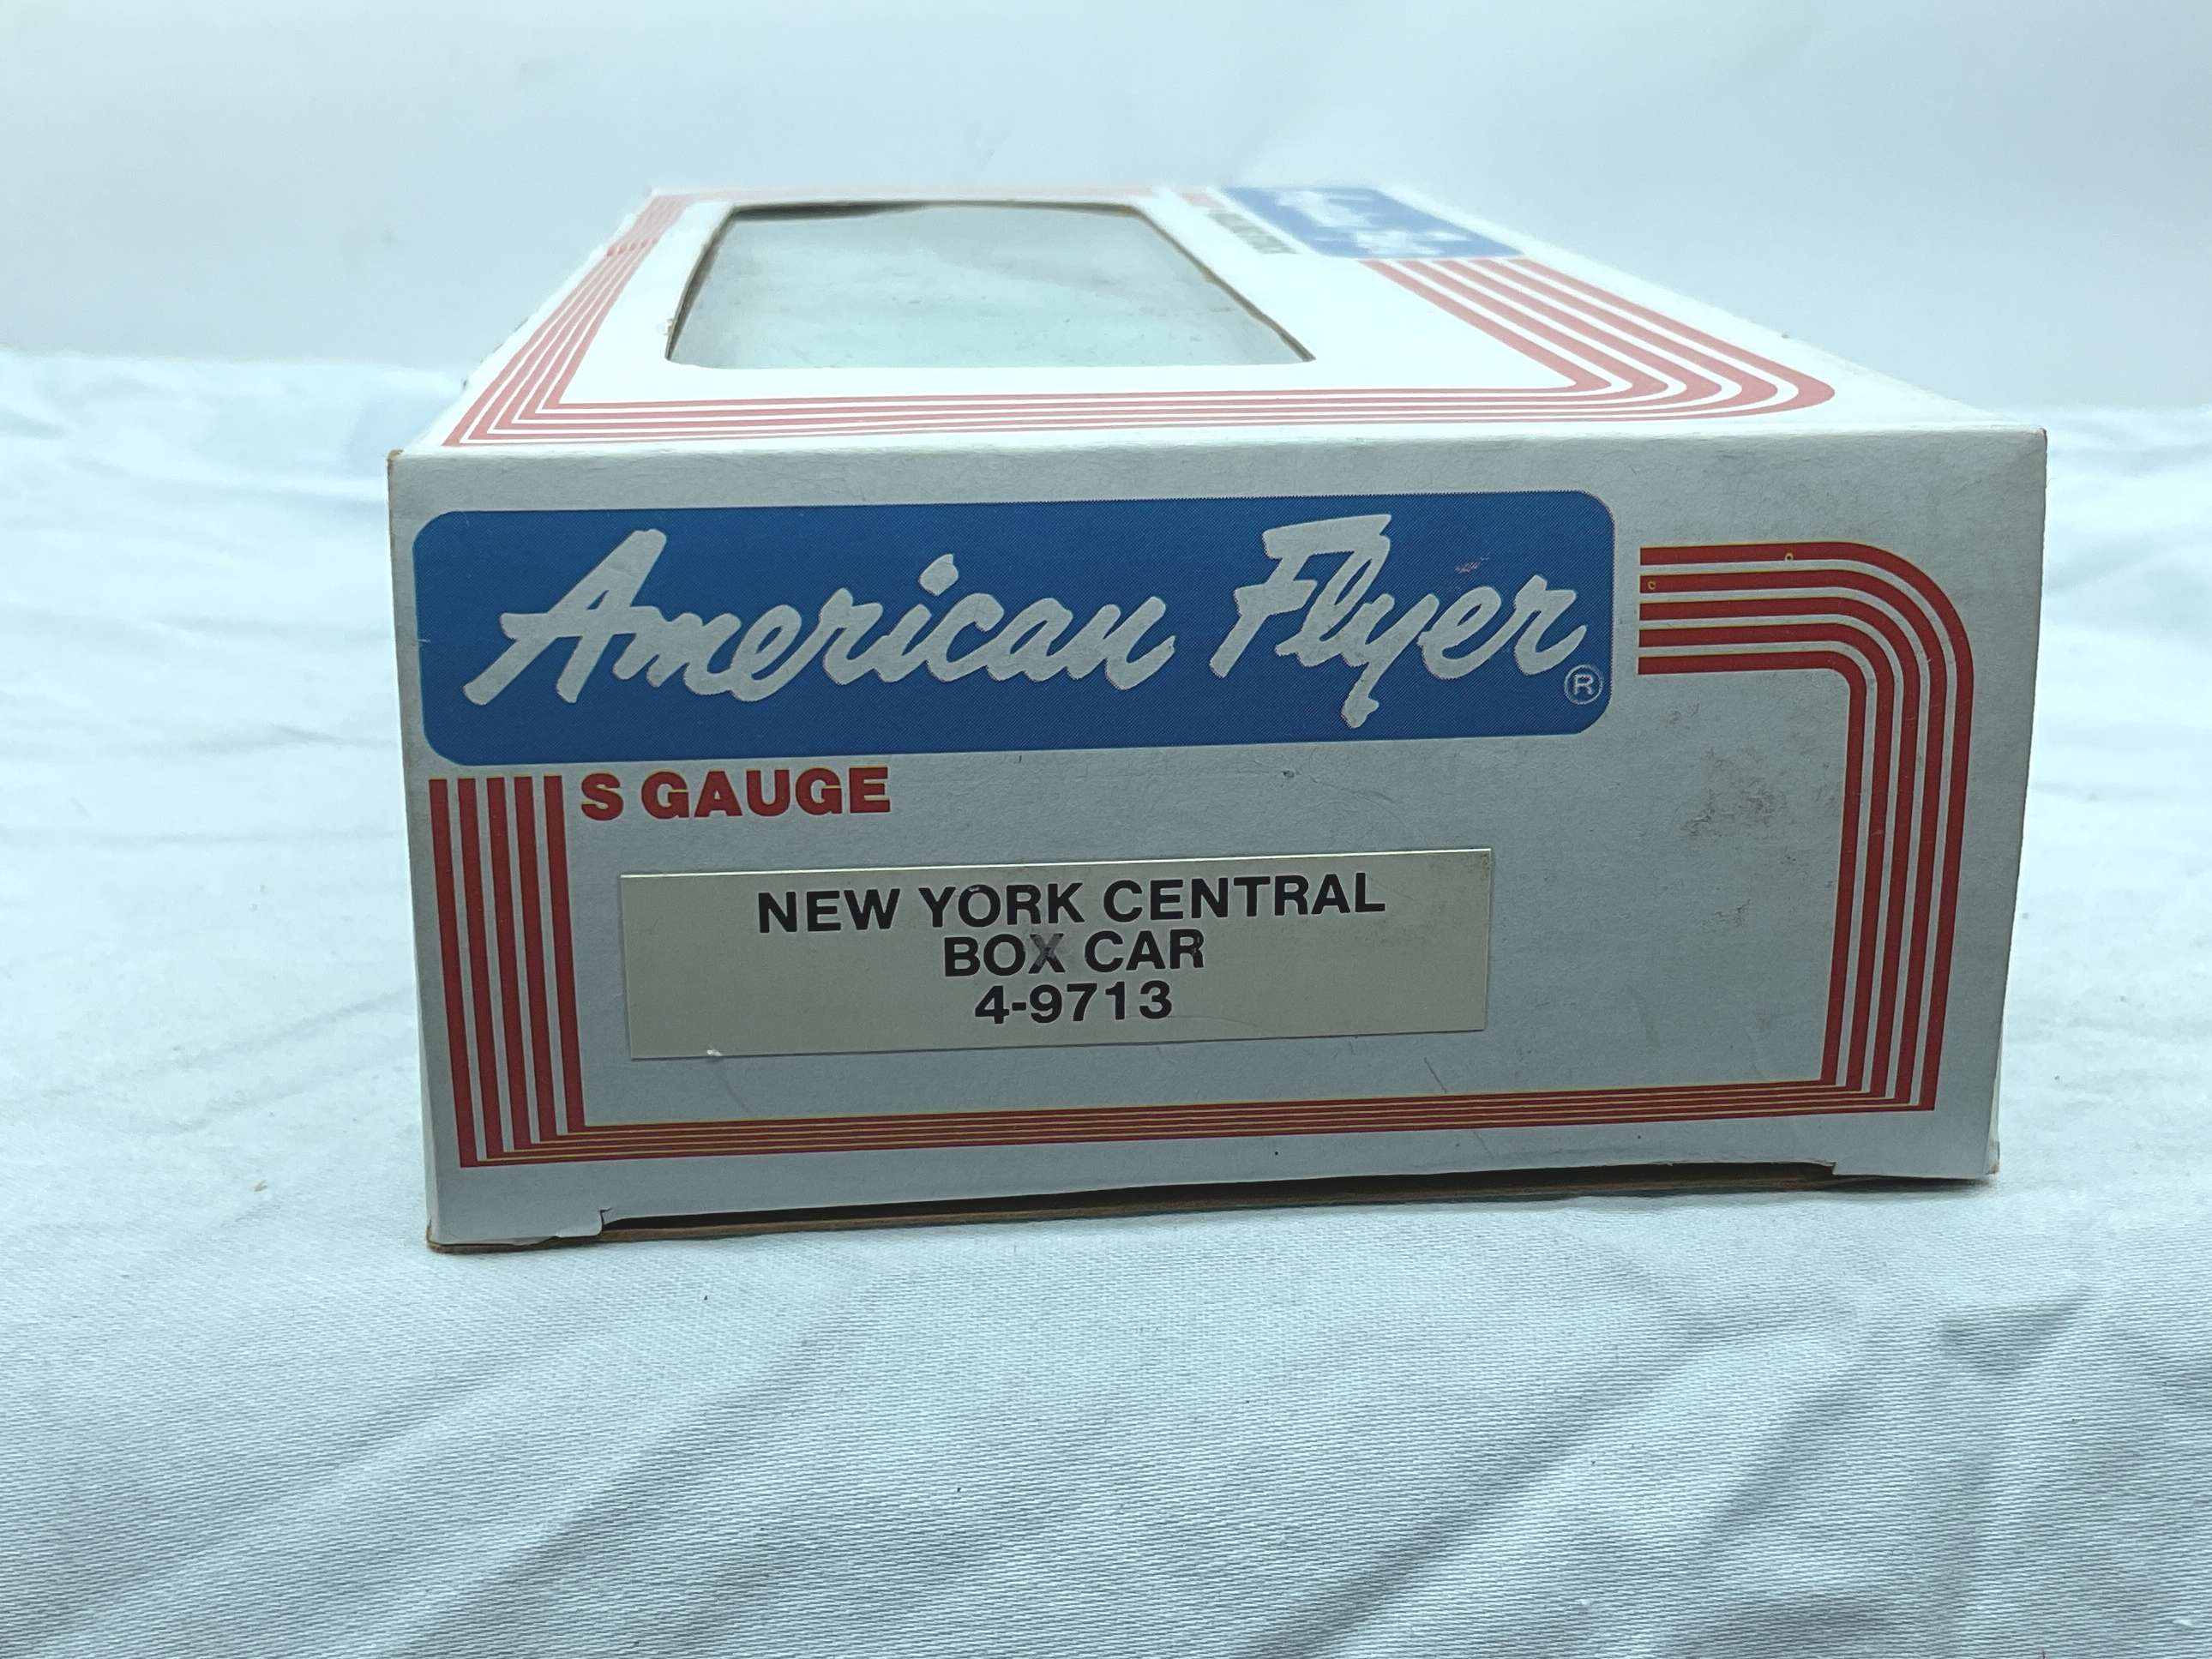 American Flyer®
S GAUGE
NEW YORK CENTRAL
BOX CAR
4-9713